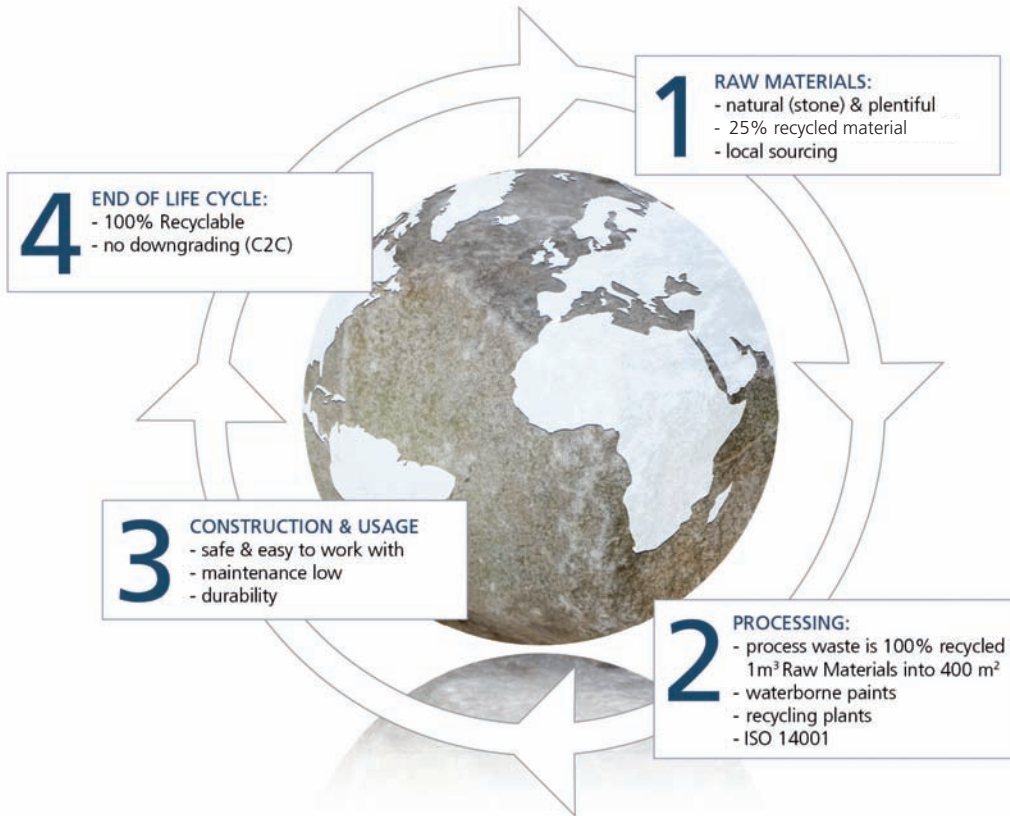 1
RAW MATERIALS:
- natural (stone) & plentiful
- 25% recycled material
- local sourcing
2
PROCESSING:
- process waste is 100% recycled
1m³ Raw Materials into 400 m²
- waterborne paints
- recycling plants
- ISO 14001
3
CONSTRUCTION & USAGE
- safe & easy to work with
- maintenance low
- durability
4
END OF LIFE CYCLE:
- 100% Recyclable
- no downgrading (C2C)